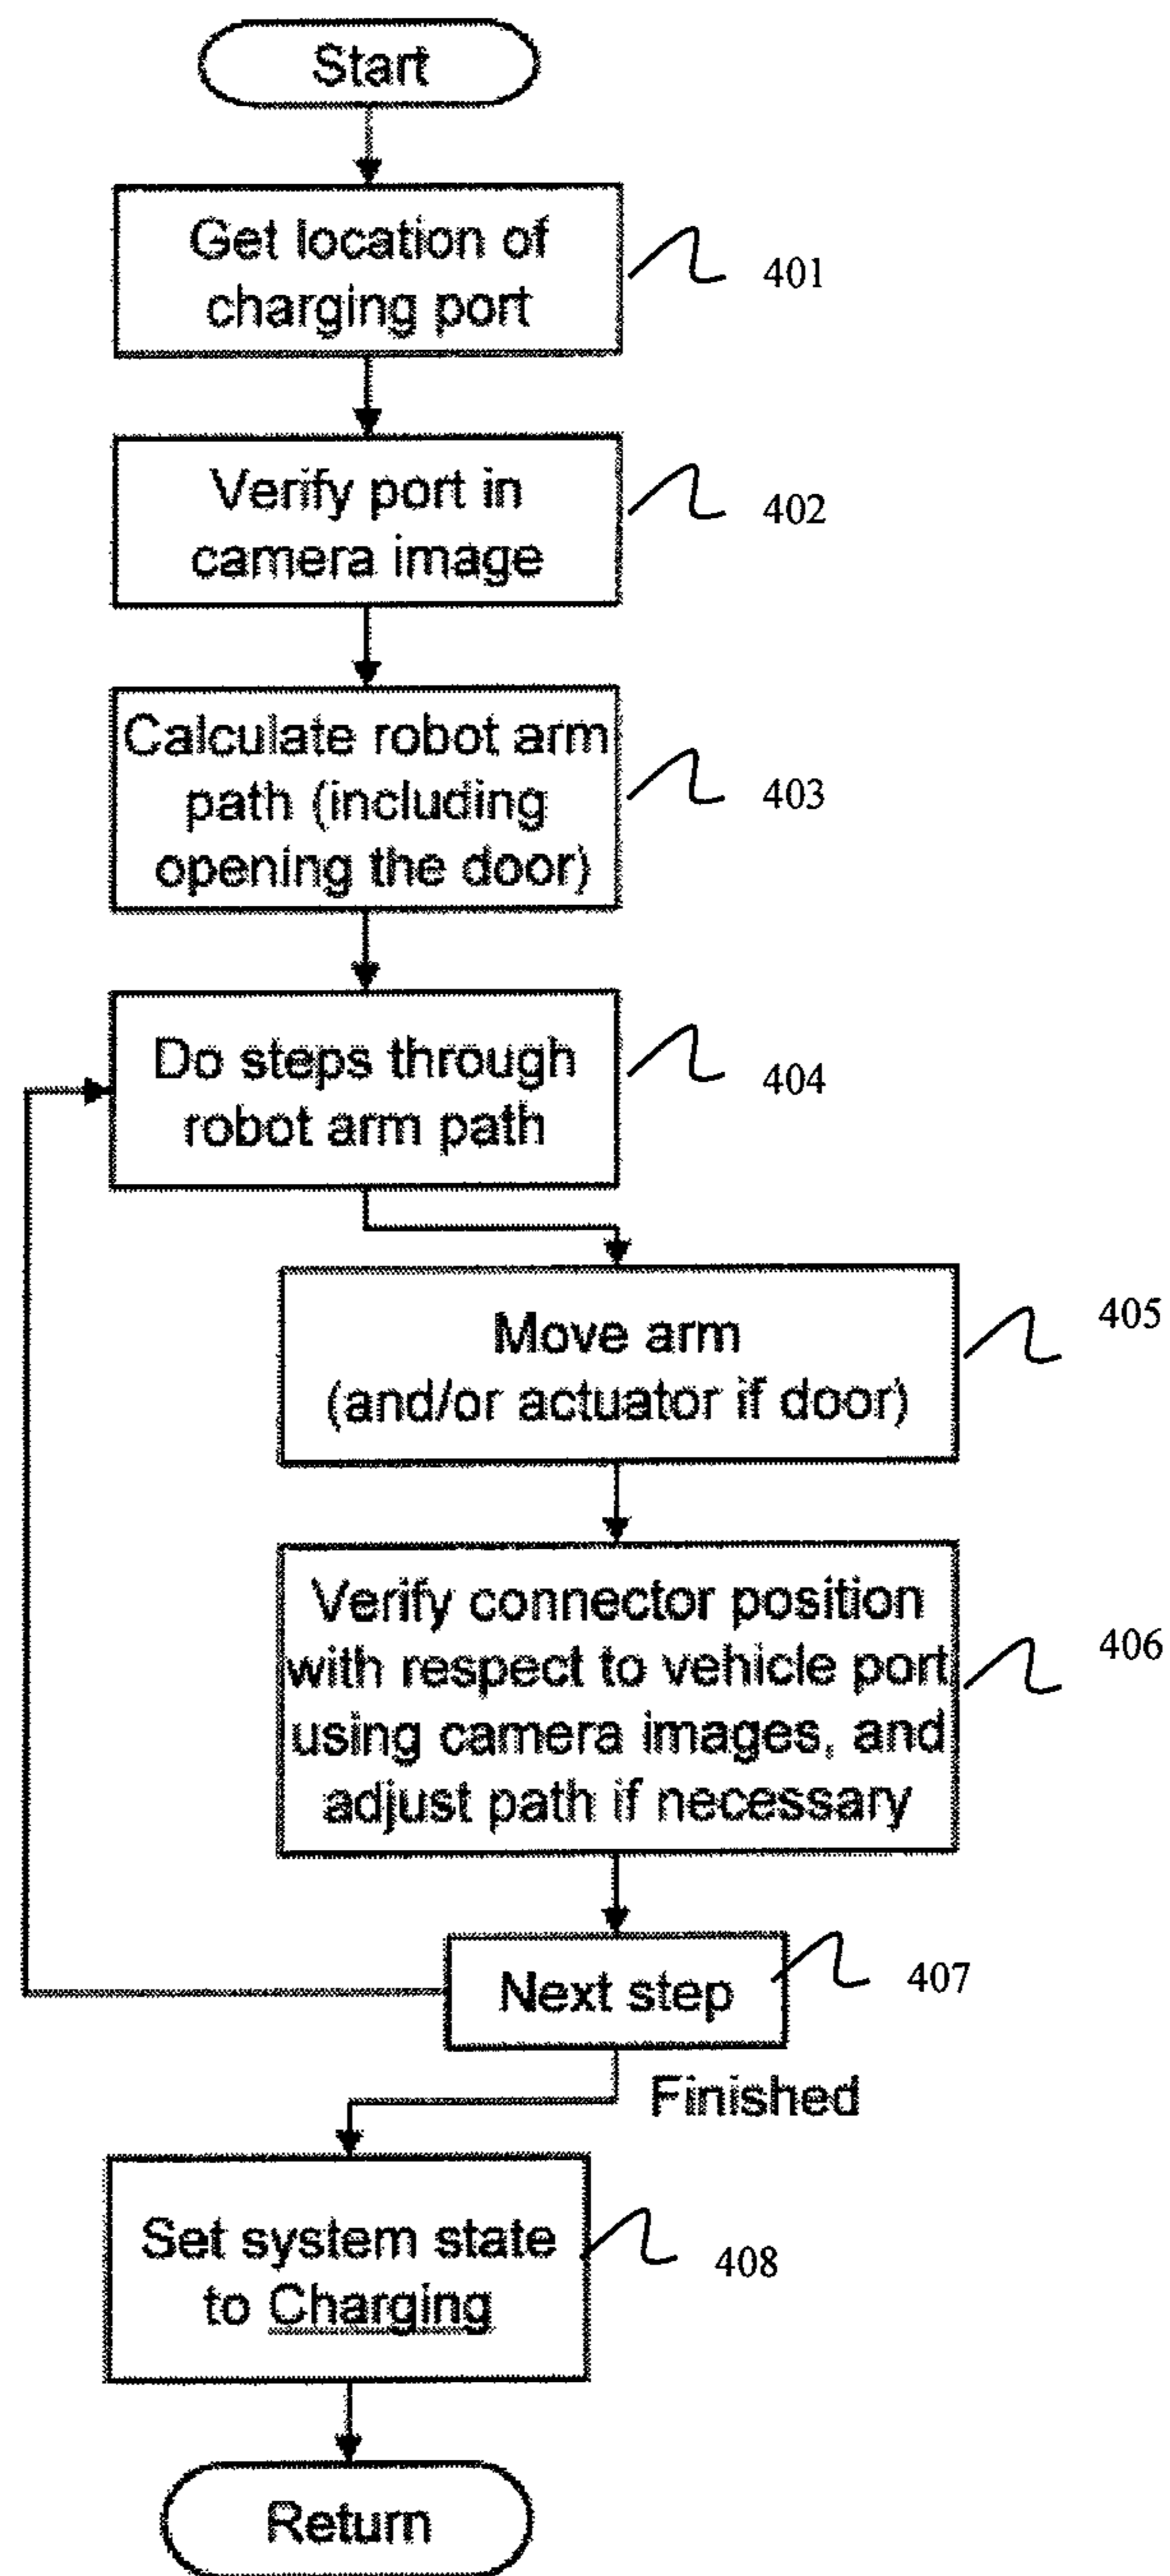 Start
Get location of
charging port
401
Verify port in
camera image
402
Calculate robot arm
path (including
opening the door)
403
Do steps through
robot arm path
404
Move arm
(and/or actuator if door)
405
Verify connector position
with respect to vehicle port
using camera images, and
adjust path if necessary
406
Next step
407
Finished
Set system state
to Charging
408
Return